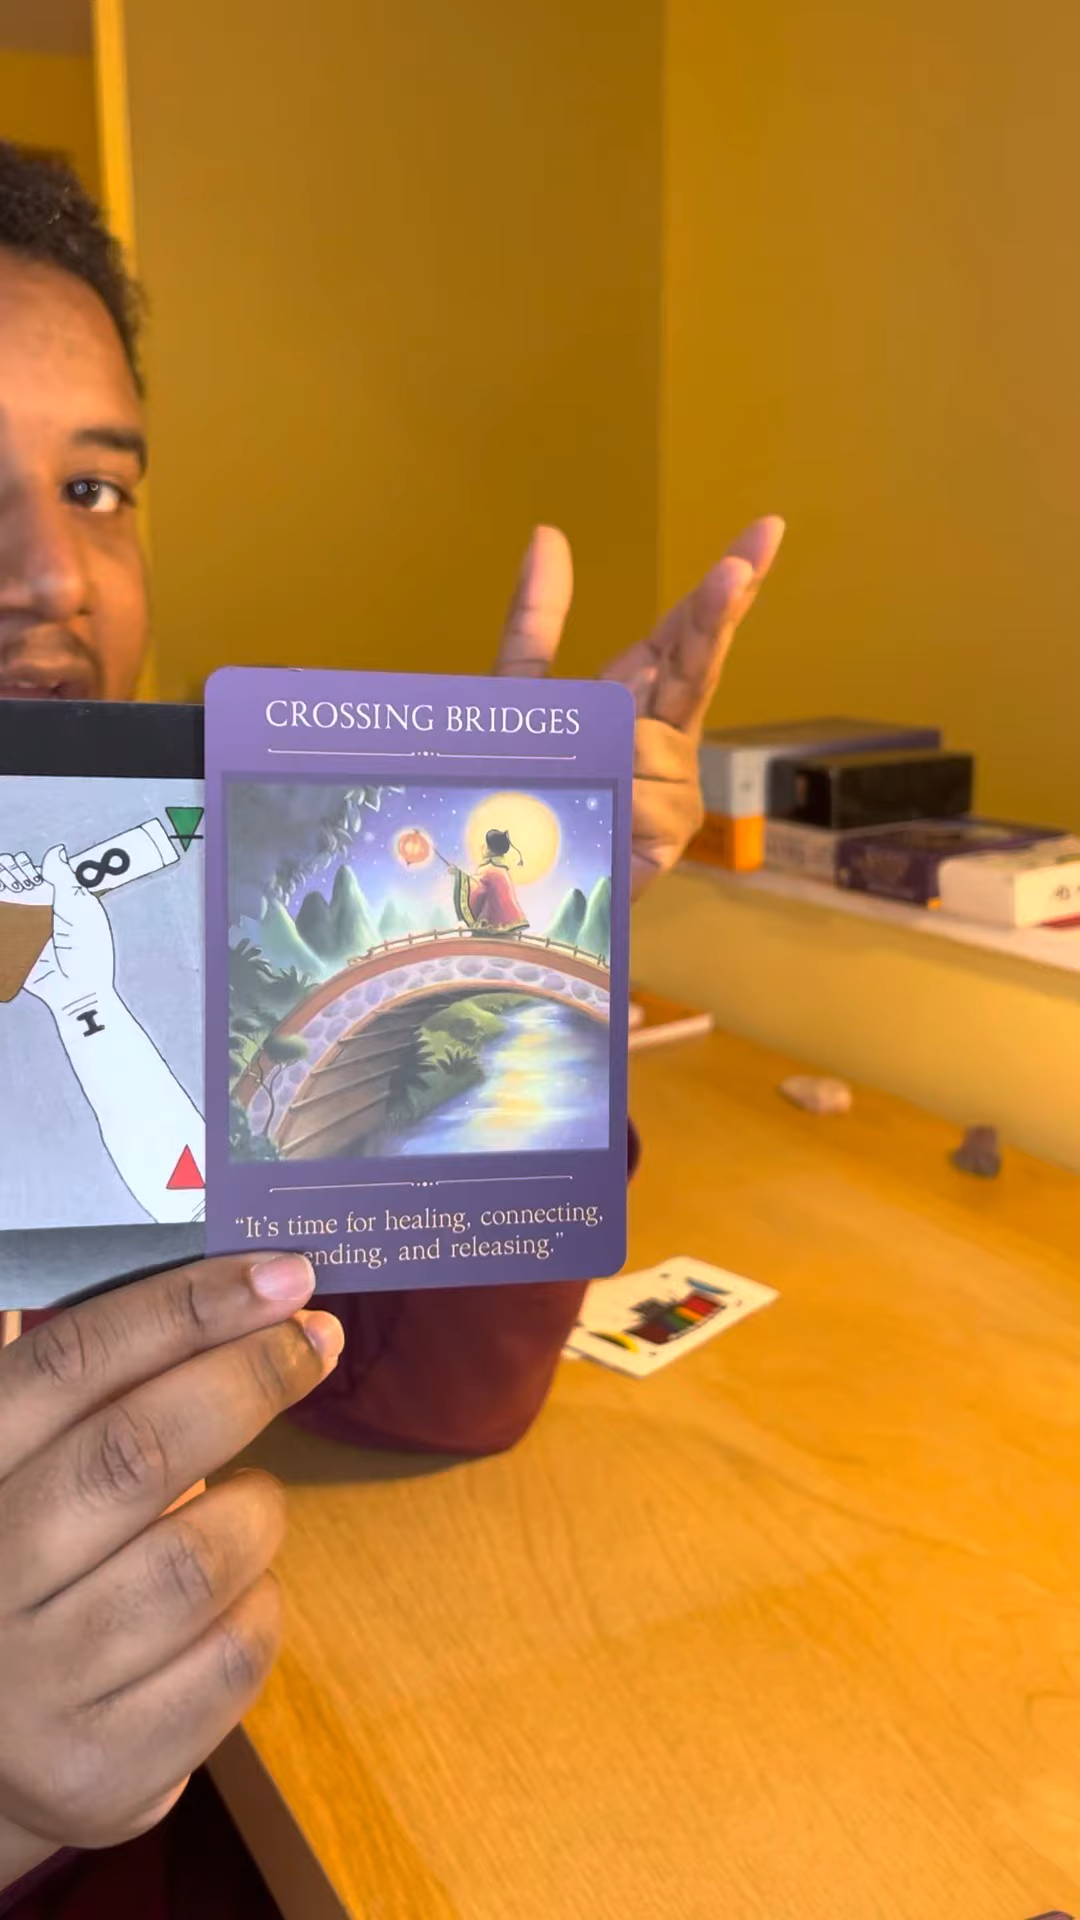 CROSSING BRIDGES
∞
I
“It’s time for healing, connecting,
and releasing.”